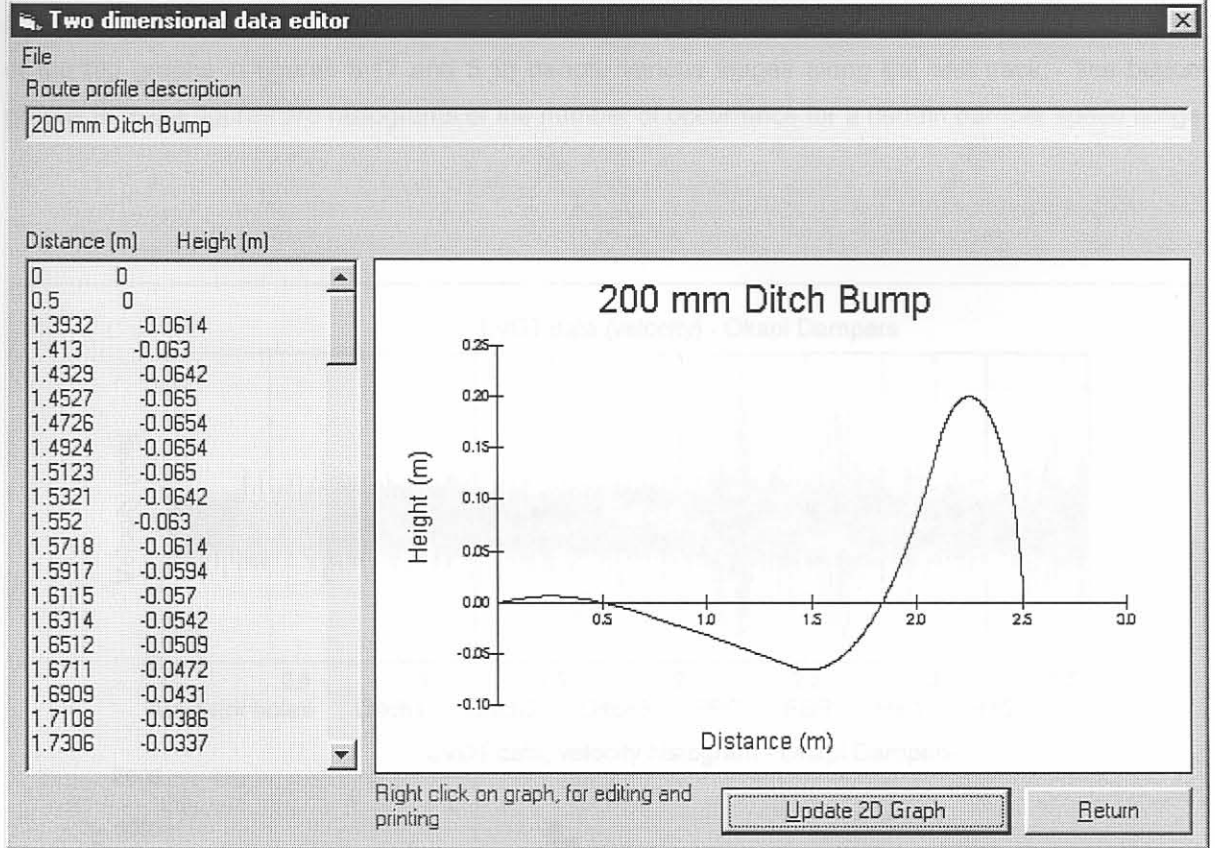 Two dimensional data editor
File
Route profile description
200 mm Ditch Bump
Distance (m) Height (m)
0 0
0.5 0
1.3932 -0.0614
1.413 -0.063
1.4329 -0.0642
1.4527 -0.065
1.4726 -0.0654
1.4924 -0.0654
1.5123 -0.065
1.5321 -0.0642
1.552 -0.063
1.5718 -0.0614
1.5917 -0.0594
1.6115 -0.057
1.6314 -0.0542
1.6512 -0.0509
1.6711 -0.0472
1.6909 -0.0431
1.7108 -0.0386
1.7306 -0.0337
200 mm Ditch Bump
Height (m)
0.25
0.20
0.15
0.10
0.05
0.00
-0.05
-0.10
0.5 1.0 1.5 2.0 2.5 3.0
Distance (m)
Right click on graph, for editing and
printing
Update 2D Graph
Return